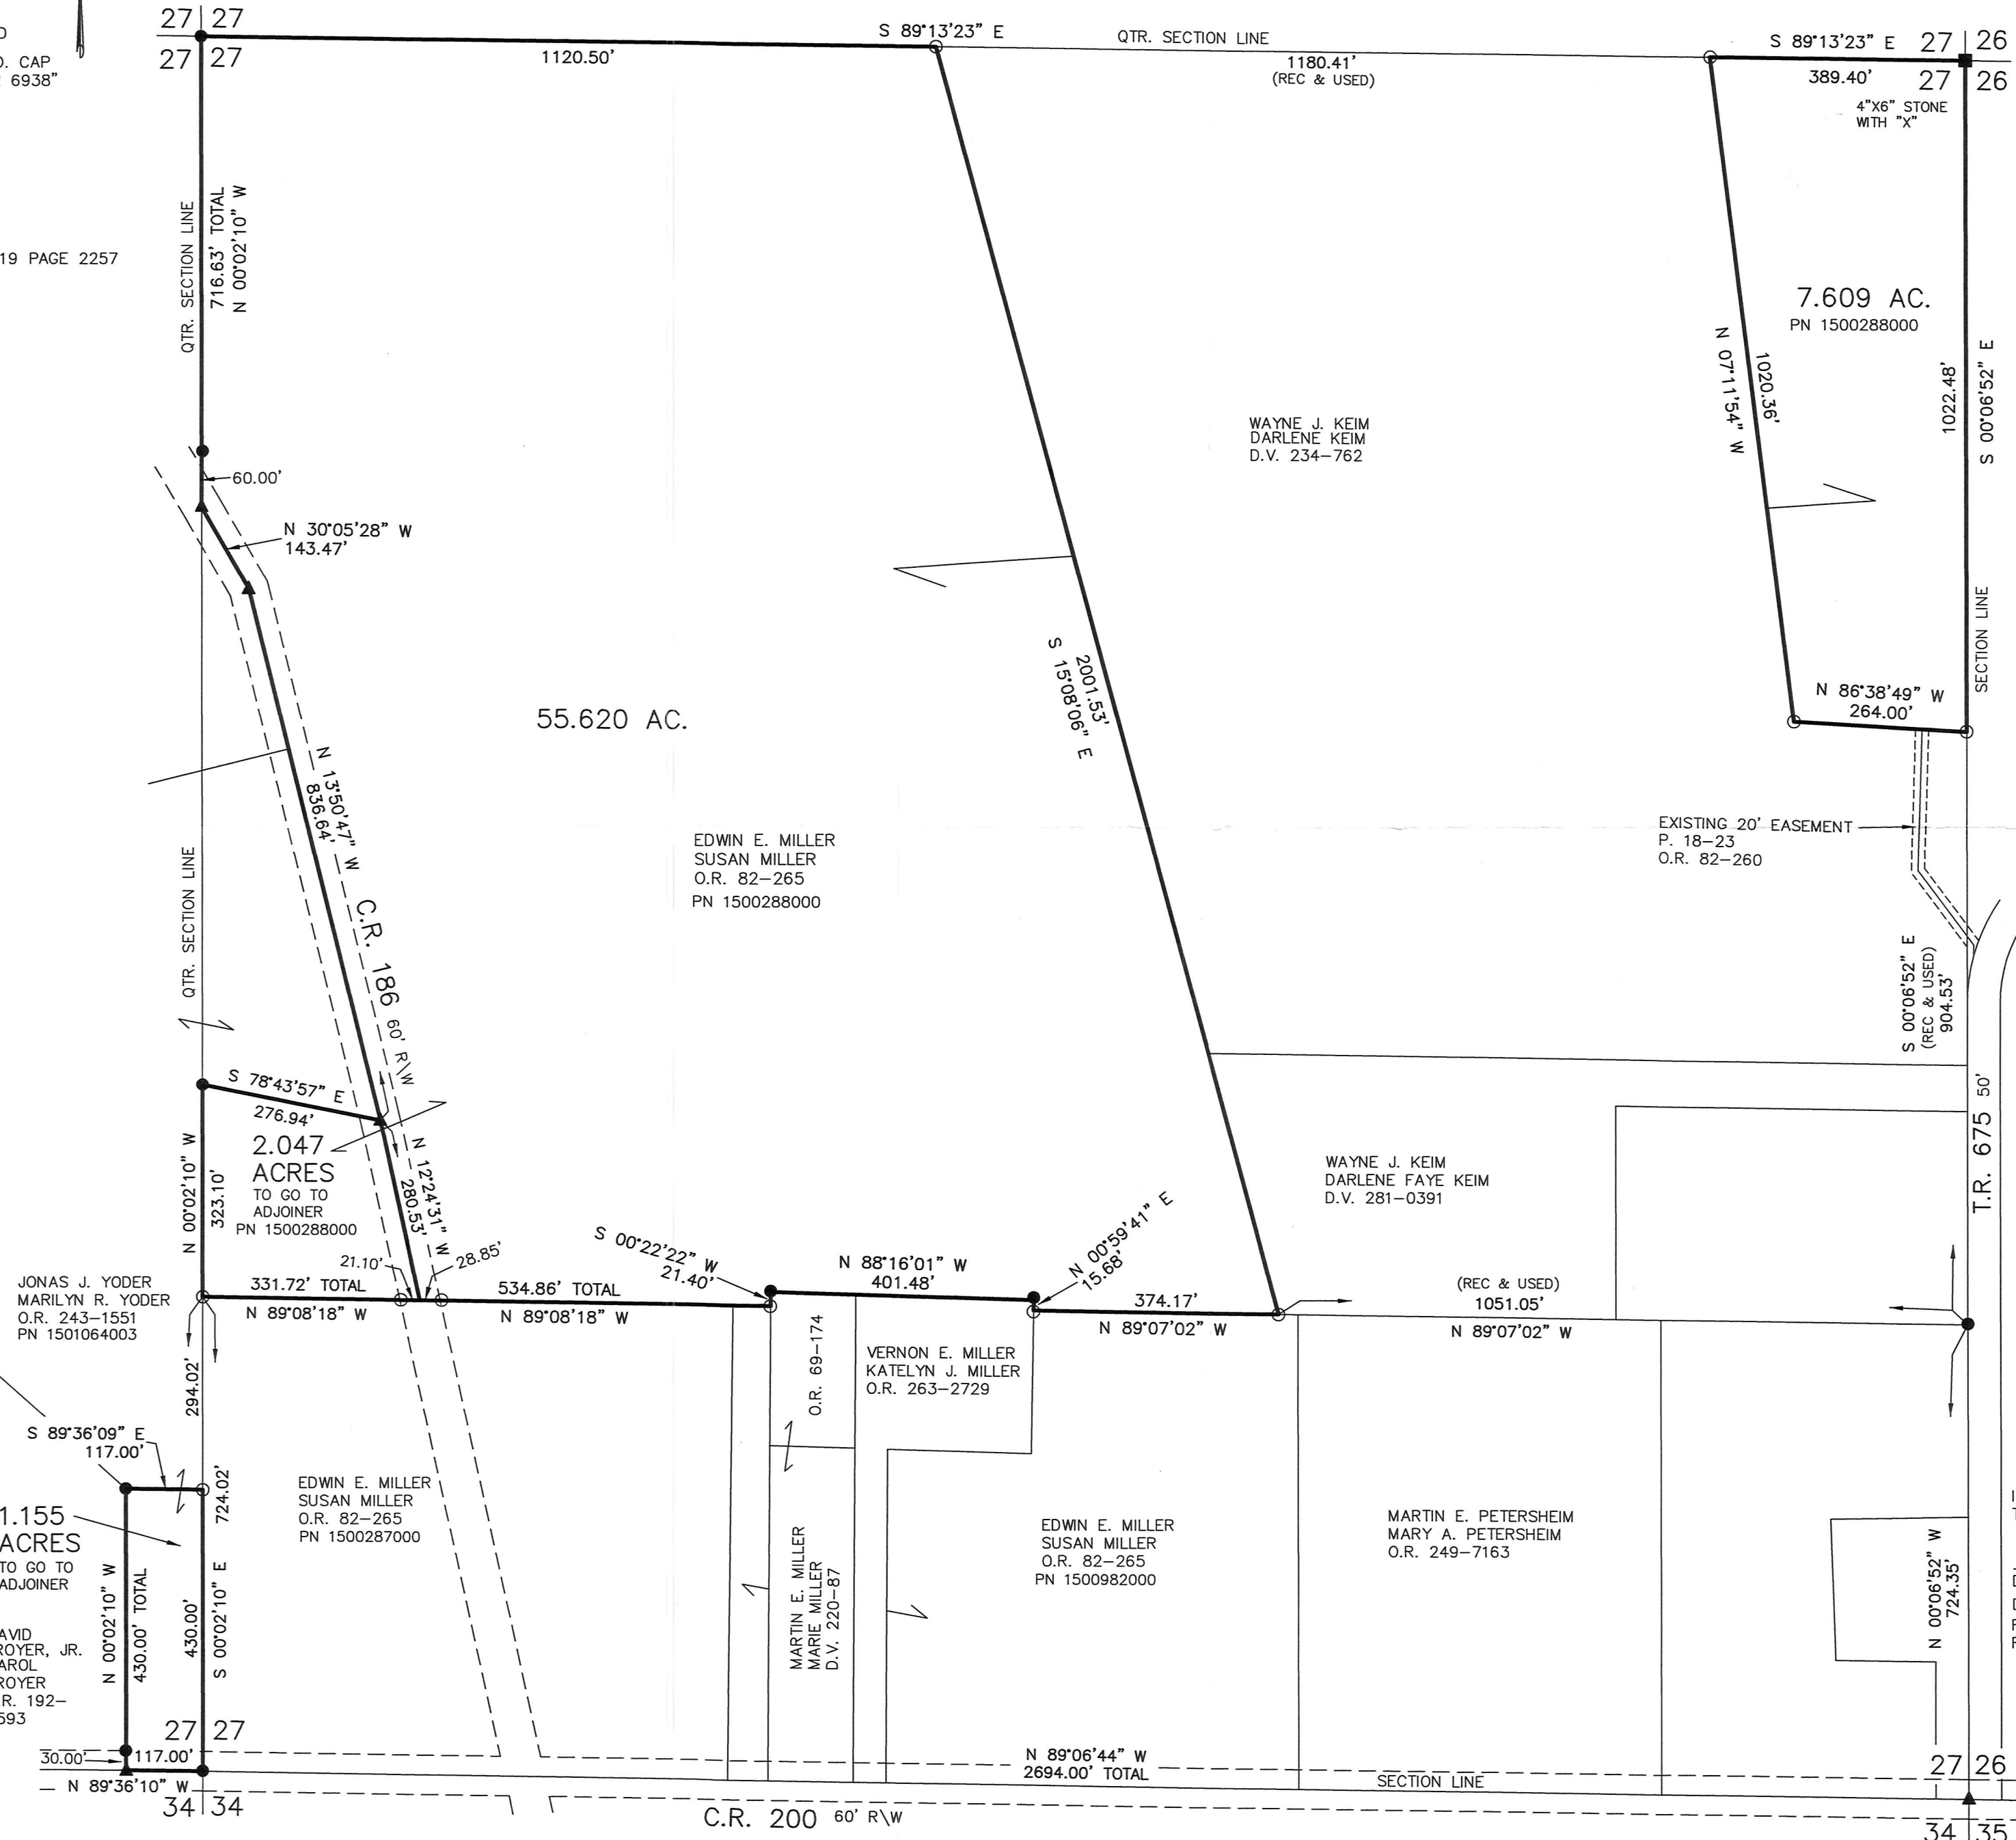 27 27
27 27
D. CAP
6938”
19 PAGE 2257
S 89°13'23” E
1120.50'
QTR. SECTION LINE
1180.41'
(REC & USED)
S 89°13'23” E
389.40'
27 26
27 26
4”X6” STONE
WITH ”X”
QTR. SECTION LINE
716.63' TOTAL
N 00°02'10” W
60.00'
N 30°05'28” W
143.47'
7.609 AC.
PN 1500288000
N 07°11'54” W
1020.36'
1022.48'
S 00°06'52” E
WAYNE J. KEIM
DARLENE KEIM
D.V. 234–762
SECTION LINE
N 86°38'49” W
264.00'
2001.53'
S 15°08'06” E
55.620 AC.
N 13°50'47” W
836.64'
EDWIN E. MILLER
SUSAN MILLER
O.R. 82–265
PN 1500288000
EXISTING 20' EASEMENT
P. 18–23
O.R. 82–260
QTR. SECTION LINE
C.R. 186 60' R\W
S 00°06'52” E
(REC & USED)
904.53'
T.R. 675 50'
S 78°43'57” E
276.94'
2.047
ACRES
TO GO TO
ADJOINER
PN 1500288000
N 00°02'10” W
323.10'
N 12°24'31” W
280.53'
21.10'
28.85'
WAYNE J. KEIM
DARLENE FAYE KEIM
D.V. 281–0391
S 00°22'22” W
21.40'
N 88°16'01” W
401.48'
N 00°59'41” E
15.68'
JONAS J. YODER
MARILYN R. YODER
O.R. 243–1551
PN 1501064003
331.72' TOTAL
N 89°08'18” W
534.86' TOTAL
N 89°08'18” W
374.17'
N 89°07'02” W
(REC & USED)
1051.05'
N 89°07'02” W
294.02'
O.R. 69–174
VERNON E. MILLER
KATELYN J. MILLER
O.R. 263–2729
S 89°36'09” E
117.00'
724.02'
EDWIN E. MILLER
SUSAN MILLER
O.R. 82–265
PN 1500287000
1.155
ACRES
TO GO TO
ADJOINER
N 00°02'10” W
430.00' TOTAL
430.00'
S 00°02'10” E
MARTIN E. MILLER
MARIE MILLER
D.V. 220–87
EDWIN E. MILLER
SUSAN MILLER
O.R. 82–265
PN 1500982000
MARTIN E. PETERSHEIM
MARY A. PETERSHEIM
O.R. 249–7163
N 00°06'52” W
724.35'
AVID
ROYER, JR.
AROL
ROYER
R. 192–
593
27 27
30.00'
117.00'
N 89°36'10” W
34 34
N 89°06'44” W
2694.00' TOTAL
SECTION LINE
27 26
34 35
C.R. 200 60' R\W